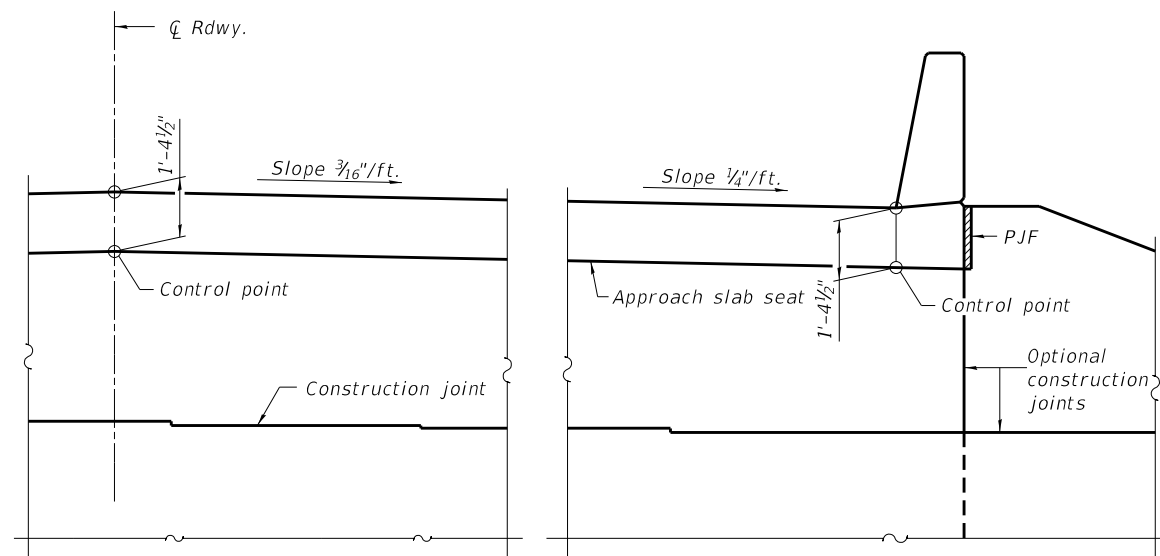 ℄ Rdwy.
1'-4½"
Slope 3/16"/ft.
Slope ¼"/ft.
PJF
Control point
Approach slab seat
1'-4½"
Control point
Construction joint
Optional
construction
joints